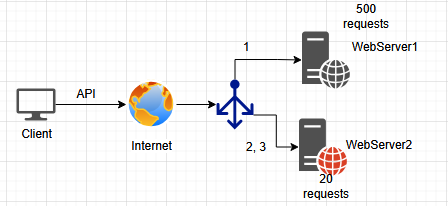 500
requests
1
WebServer1
API
Client
Internet
2, 3
WebServer2
20
requests